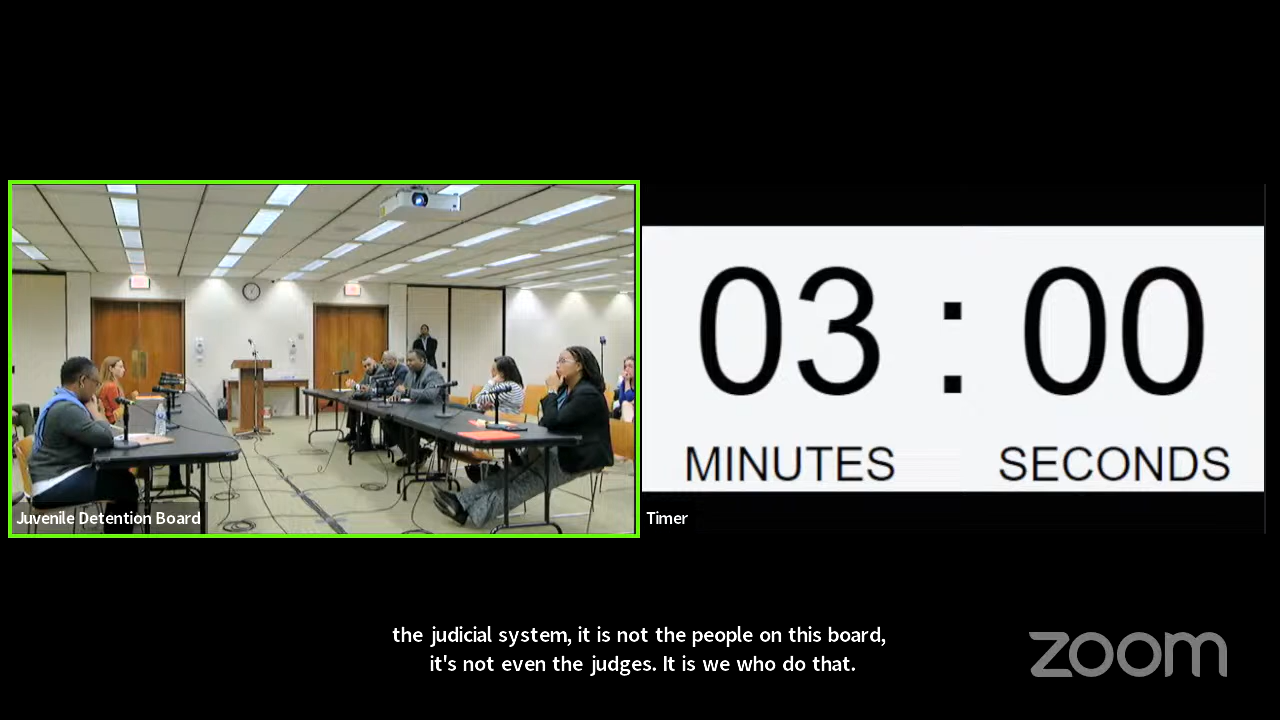 03 : 00
MINUTES SECONDS
Juvenile Detention Board
Timer
the judicial system, it is not the people on this board,
it's not even the judges. It is we who do that.
zoom